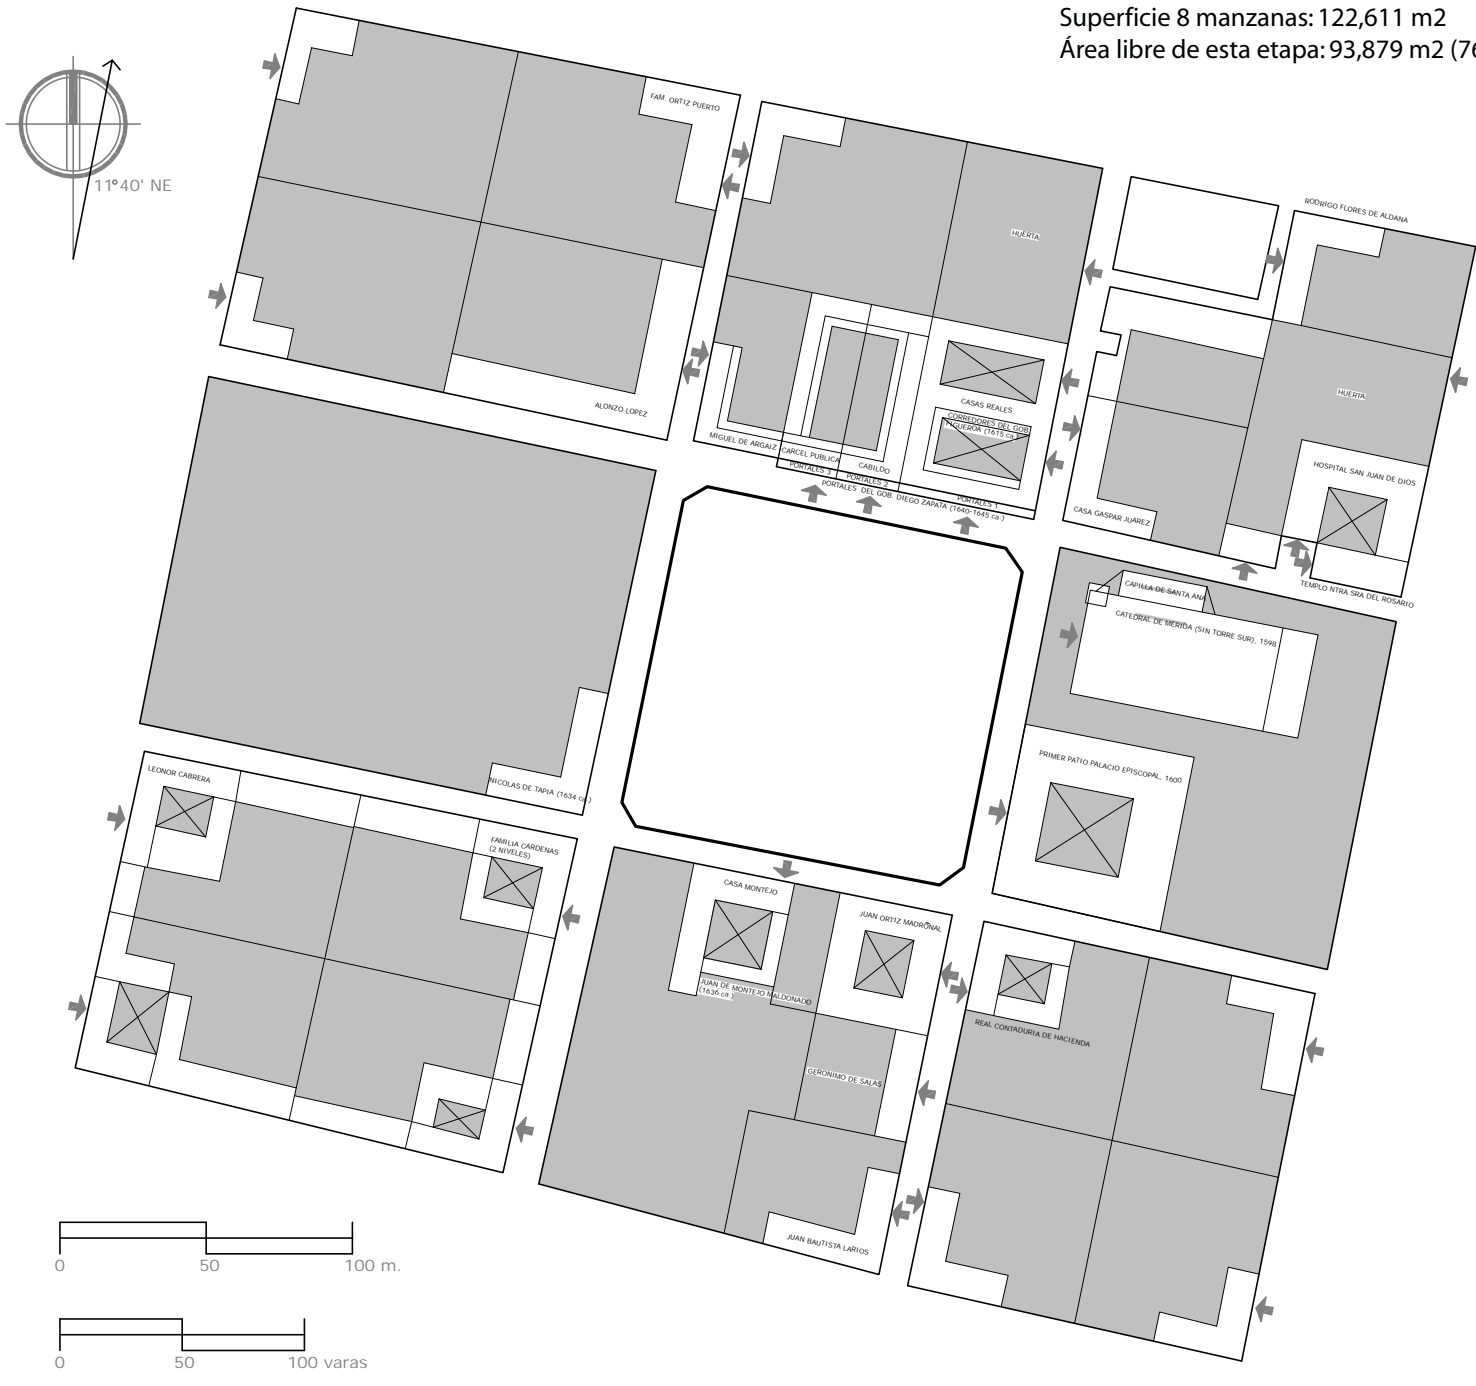 Superficie 8 manzanas: 122,611 m2
Área libre de esta etapa: 93,879 m2 (76
11°40' NE
FAM. ORTIZ PUERTO
HUERTA
RODRIGO FLORES DE ALDANA
ALONZO LOPEZ
MIGUEL DE ARGAIZ
CARCEL PUBLICA
CABILDO
CASAS REALES
CORREDORES DEL GOB.
FIGUEROA (1615 ca.)
PORTALES 3
PORTALES 2
PORTALES 1
PORTALES DEL GOB. DIEGO ZAPATA (1640-1645 ca.)
HUERTA
HOSPITAL SAN JUAN DE DIOS
CASA GASPAR JUAREZ
TEMPLO NTRA SRA DEL ROSARIO
CAPILLA DE SANTA ANA
CATEDRAL DE MERIDA (SIN TORRE SUR), 1598
PRIMER PATIO PALACIO EPISCOPAL, 1600
NICOLAS DE TAPIA (1634 ca.)
LEONOR CABRERA
FAMILIA CARDENAS
(2 NIVELES)
CASA MONTEJO
JUAN ORTIZ MADRONAL
JUAN DE MONTEJO MALDONADO
(1636 ca.)
GERONIMO DE SALAS
JUAN BAUTISTA LARIOS
REAL CONTADURIA DE HACIENDA
0 50 100 m.
0 50 100 varas